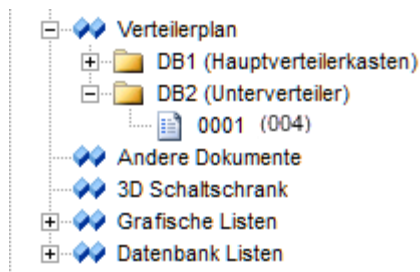 Verteilerplan
DB1 (Hauptverteilerkasten)
DB2 (Unterverteiler)
0001 (004)
Andere Dokumente
3D Schaltschrank
Grafische Listen
Datenbank Listen